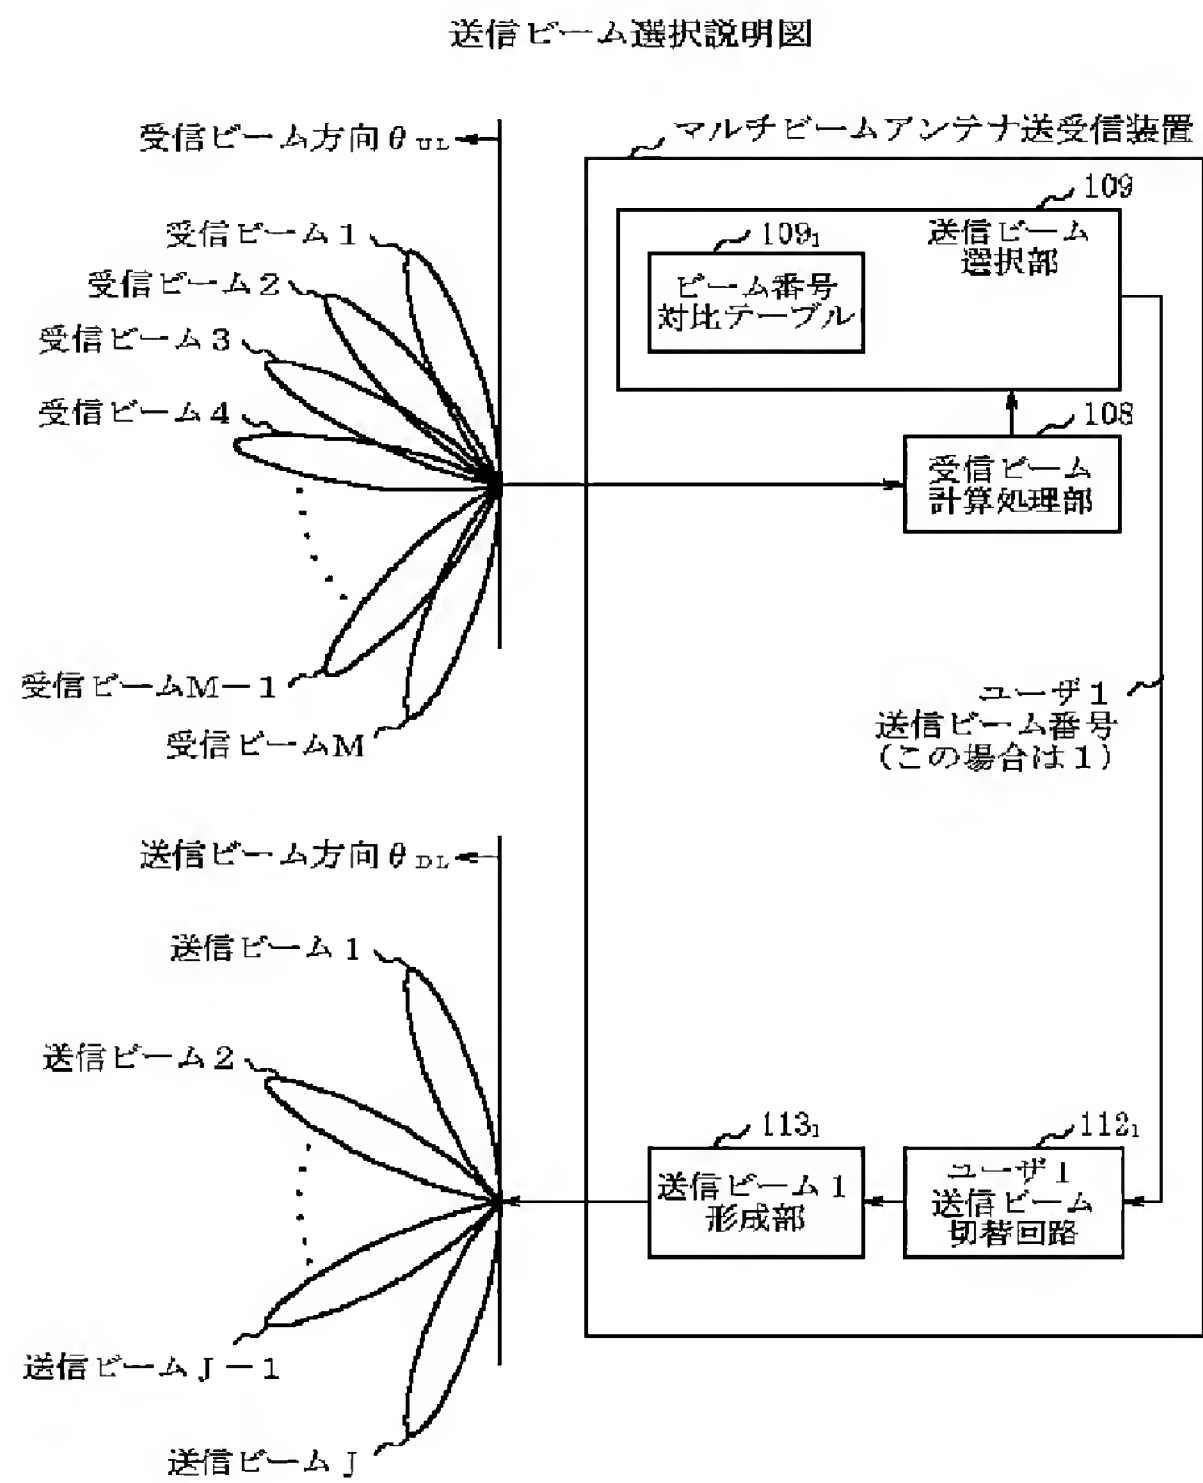 送信ビーム選択説明図
受信ビーム方向θUL
マルチビームアンテナ送受信装置
109
109₁
送信ビーム
選択部
ビーム番号
対比テーブル
受信ビーム1
受信ビーム2
受信ビーム3
受信ビーム4
108
受信ビーム
計算処理部
受信ビームM−1
受信ビームM
ユーザ1
送信ビーム番号
(この場合は1)
送信ビーム方向θDL
送信ビーム1
送信ビーム2
113₁
送信ビーム1
形成部
112₁
ユーザ1
送信ビーム
切替回路
送信ビームJ−1
送信ビームJ